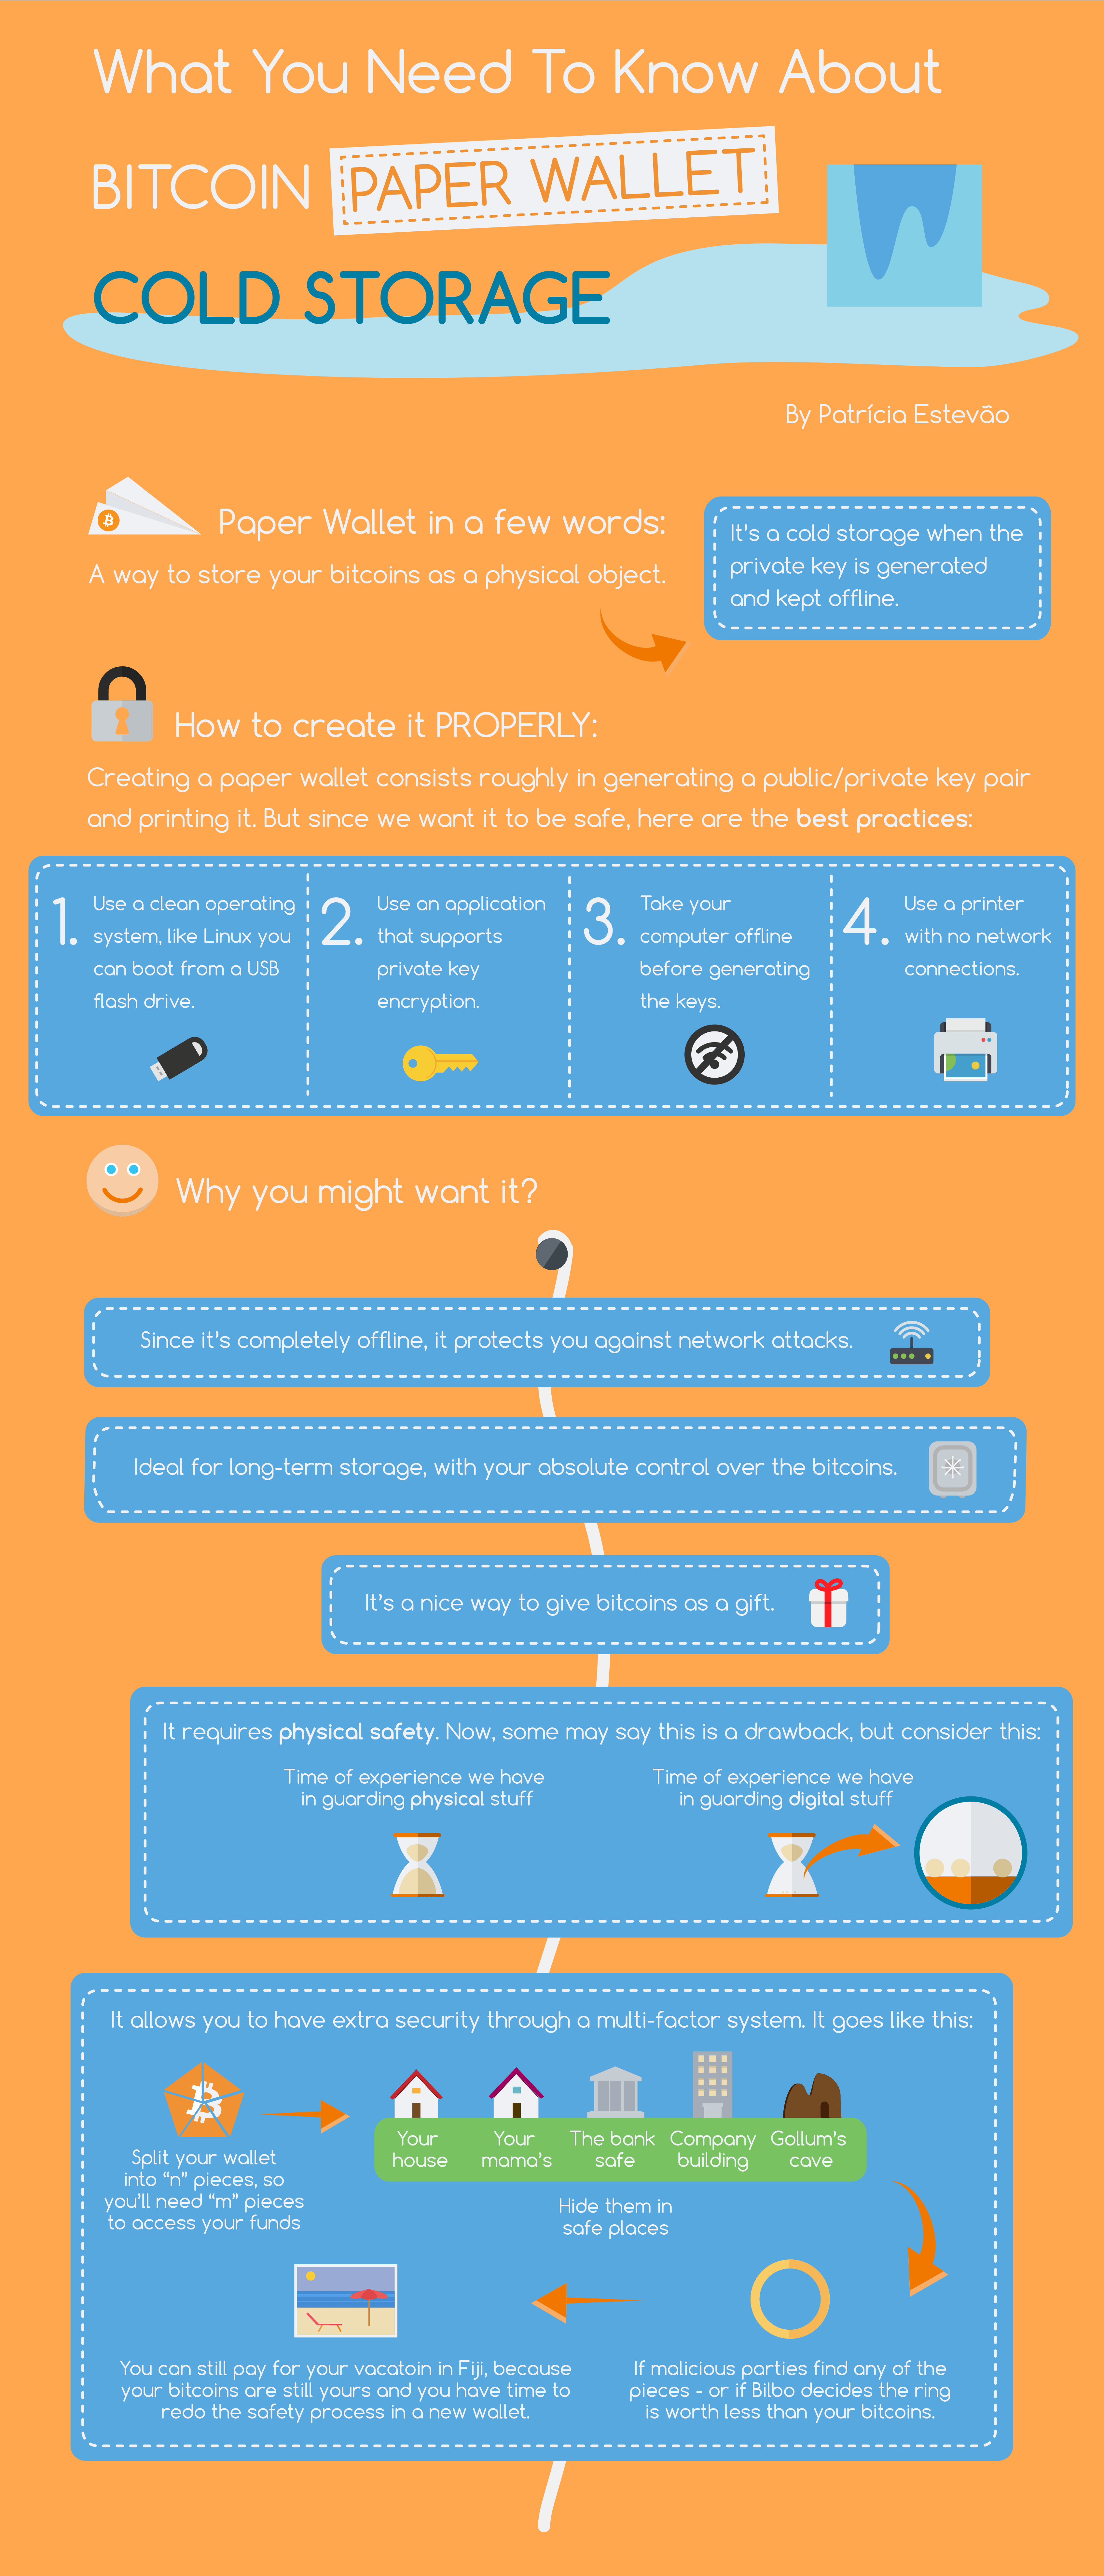 What You Need To Know About
BITCOIN PAPER WALLET
COLD STORAGE
By Patrícia Estevão
Paper Wallet in a few words:
A way to store your bitcoins as a physical object.
It's a cold storage when the
private key is generated
and kept offline.
How to create it PROPERLY:
Creating a paper wallet consists roughly in generating a public/private key pair
and printing it. But since we want it to be safe, here are the best practices:
1. Use a clean operating
system, like Linux you
can boot from a USB
flash drive.
2. Use an application
that supports
private key
encryption.
3. Take your
computer offline
before generating
the keys.
4. Use a printer
with no network
connections.
Why you might want it?
Since it's completely offline, it protects you against network attacks.
Ideal for long-term storage, with your absolute control over the bitcoins.
It's a nice way to give bitcoins as a gift.
It requires physical safety. Now, some may say this is a drawback, but consider this:
Time of experience we have
in guarding physical stuff
Time of experience we have
in guarding digital stuff
It allows you to have extra security through a multi-factor system. It goes like this:
Split your wallet
into "n" pieces, so
you'll need "m" pieces
to access your funds
Your
house
Your
mama's
The bank
safe
Company
building
Gollum's
cave
Hide them in
safe places
If malicious parties find any of the
pieces - or if Bilbo decides the ring
is worth less than your bitcoins.
You can still pay for your vacatoin in Fiji, because
your bitcoins are still yours and you have time to
redo the safety process in a new wallet.